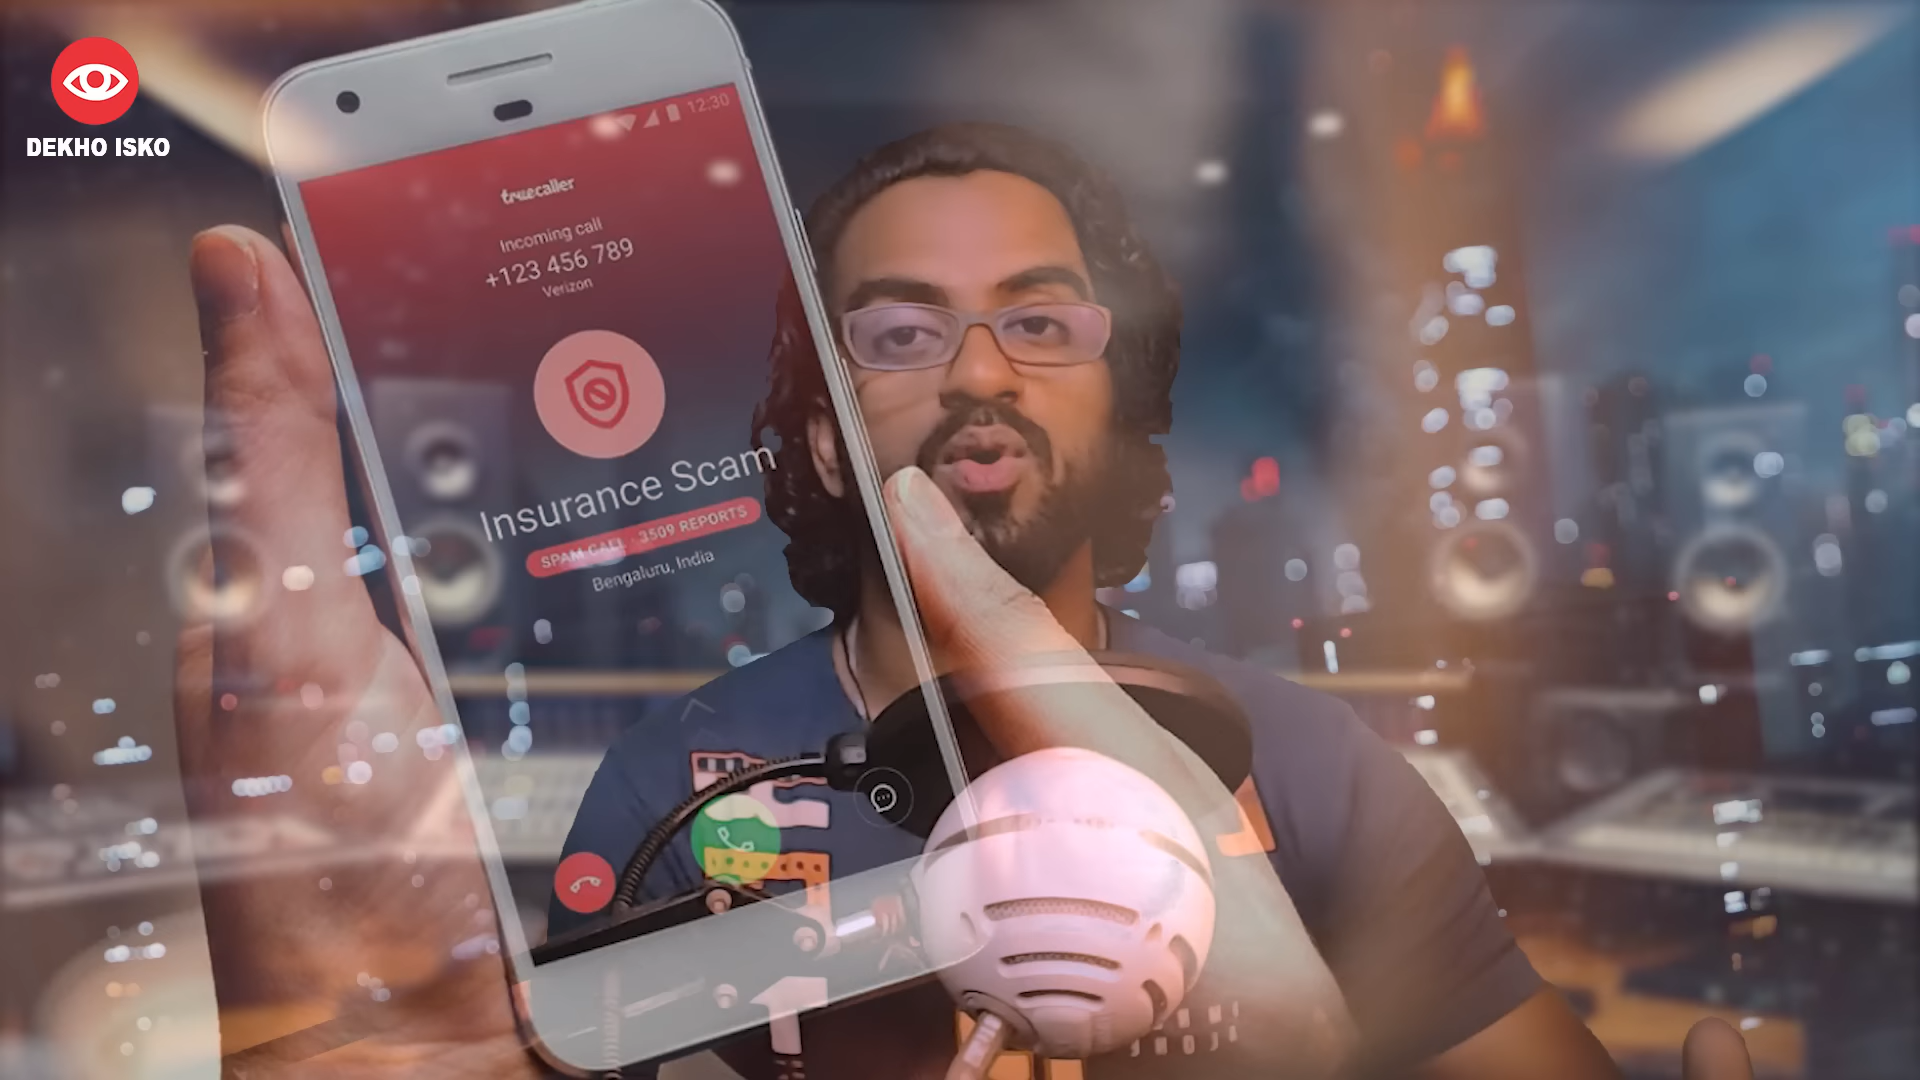 DEKHO ISKO
12:30
truecaller
Incoming call
+123 456 789
Verizon
Insurance Scam
SPAM CALL · 3509 REPORTS
Bengaluru, India